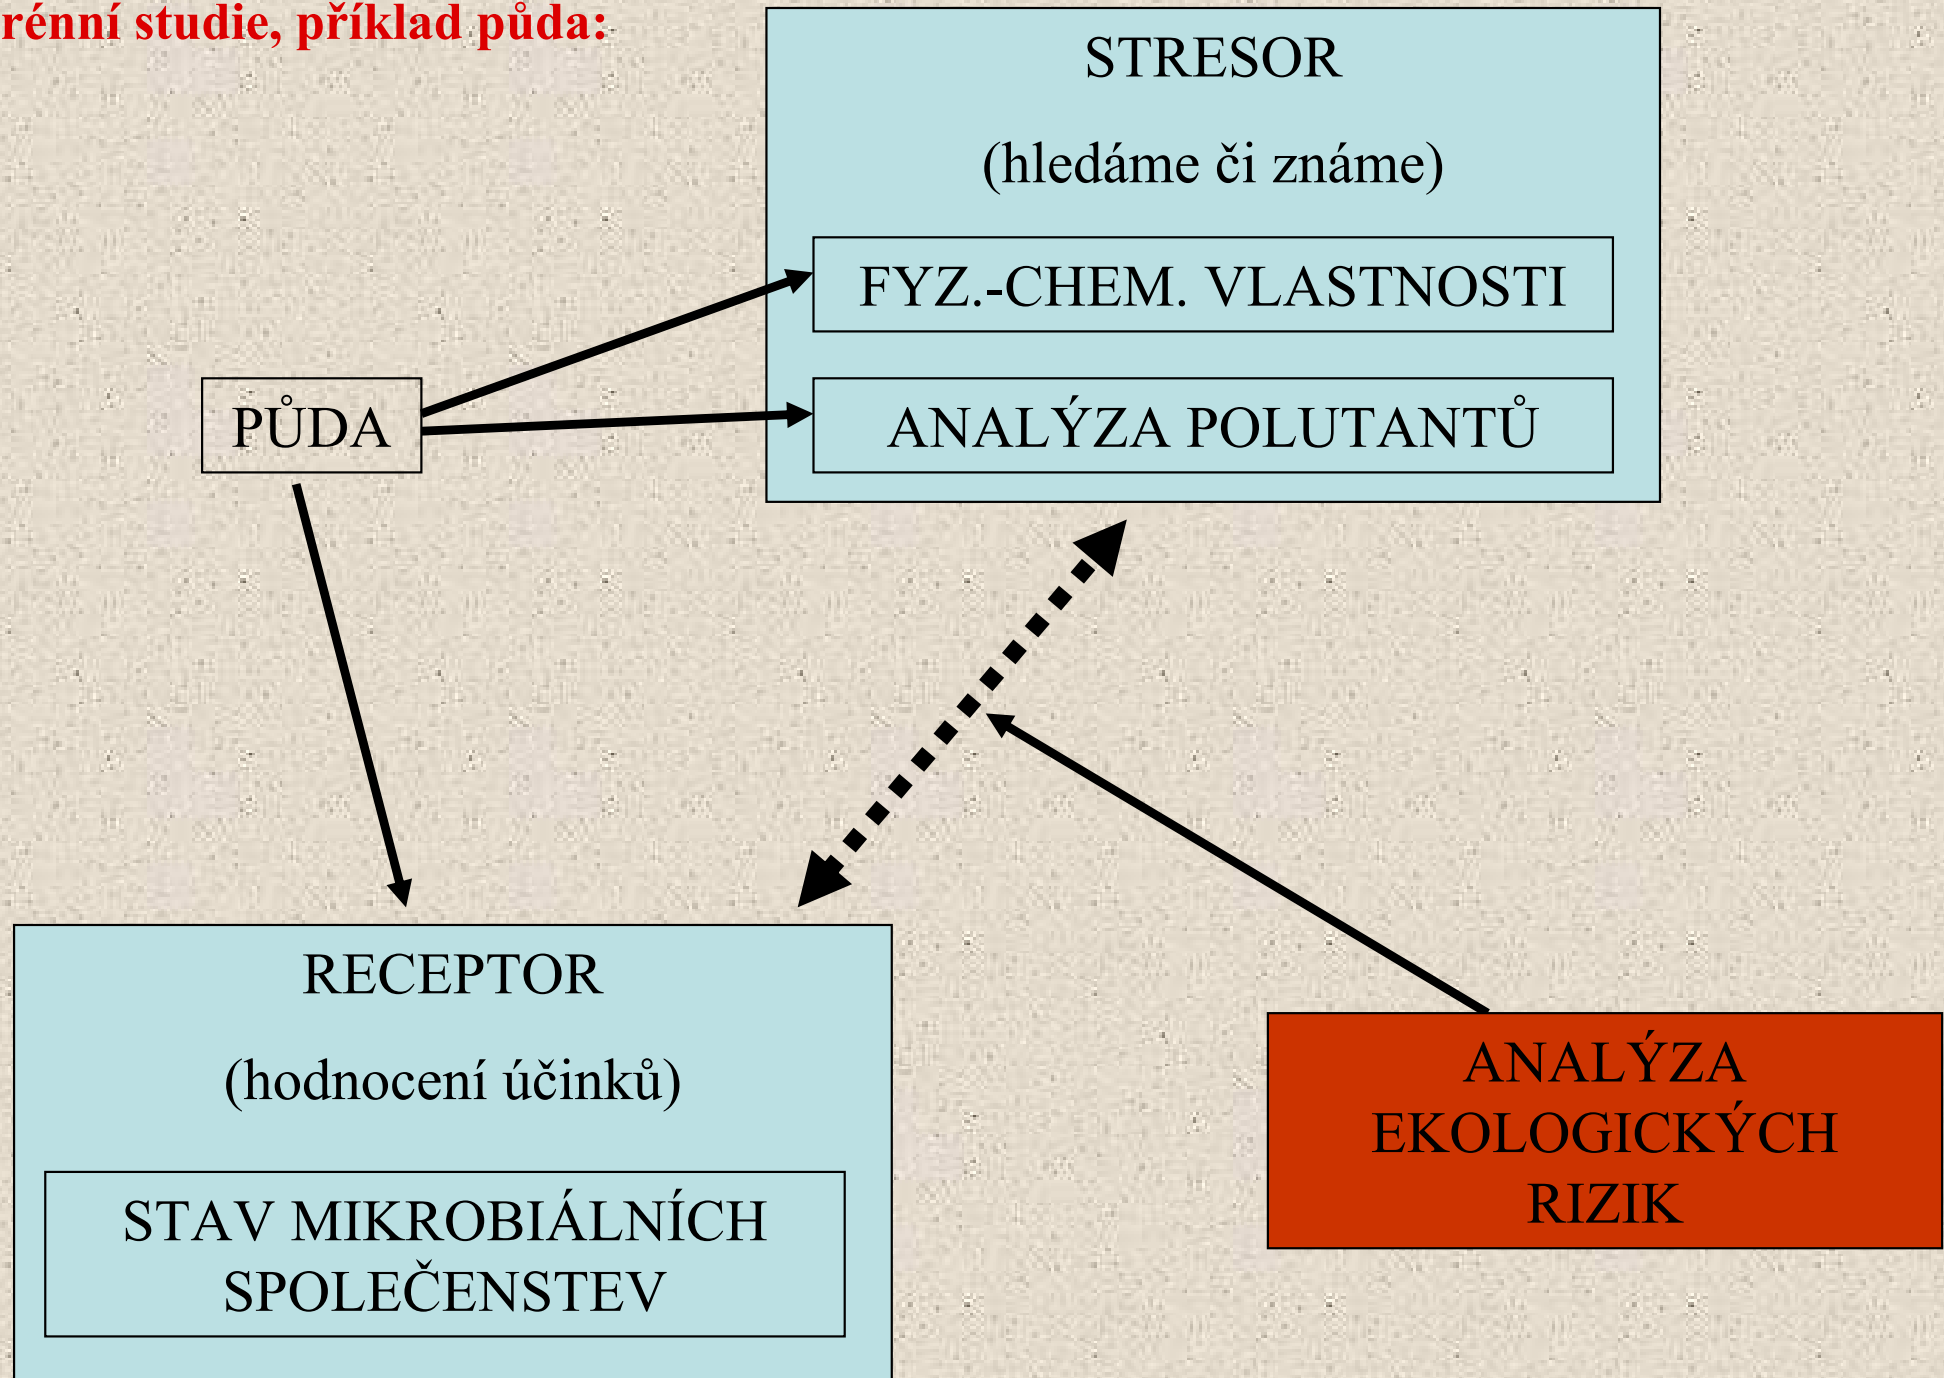 rénní studie, příklad půda:
STRESOR
(hledáme či známe)
FYZ.-CHEM. VLASTNOSTI
PŮDA
ANALÝZA POLUTANTŮ
RECEPTOR
(hodnocení účinků)
STAV MIKROBIÁLNÍCH
SPOLEČENSTEV
ANALÝZA
EKOLOGICKÝCH
RIZIK